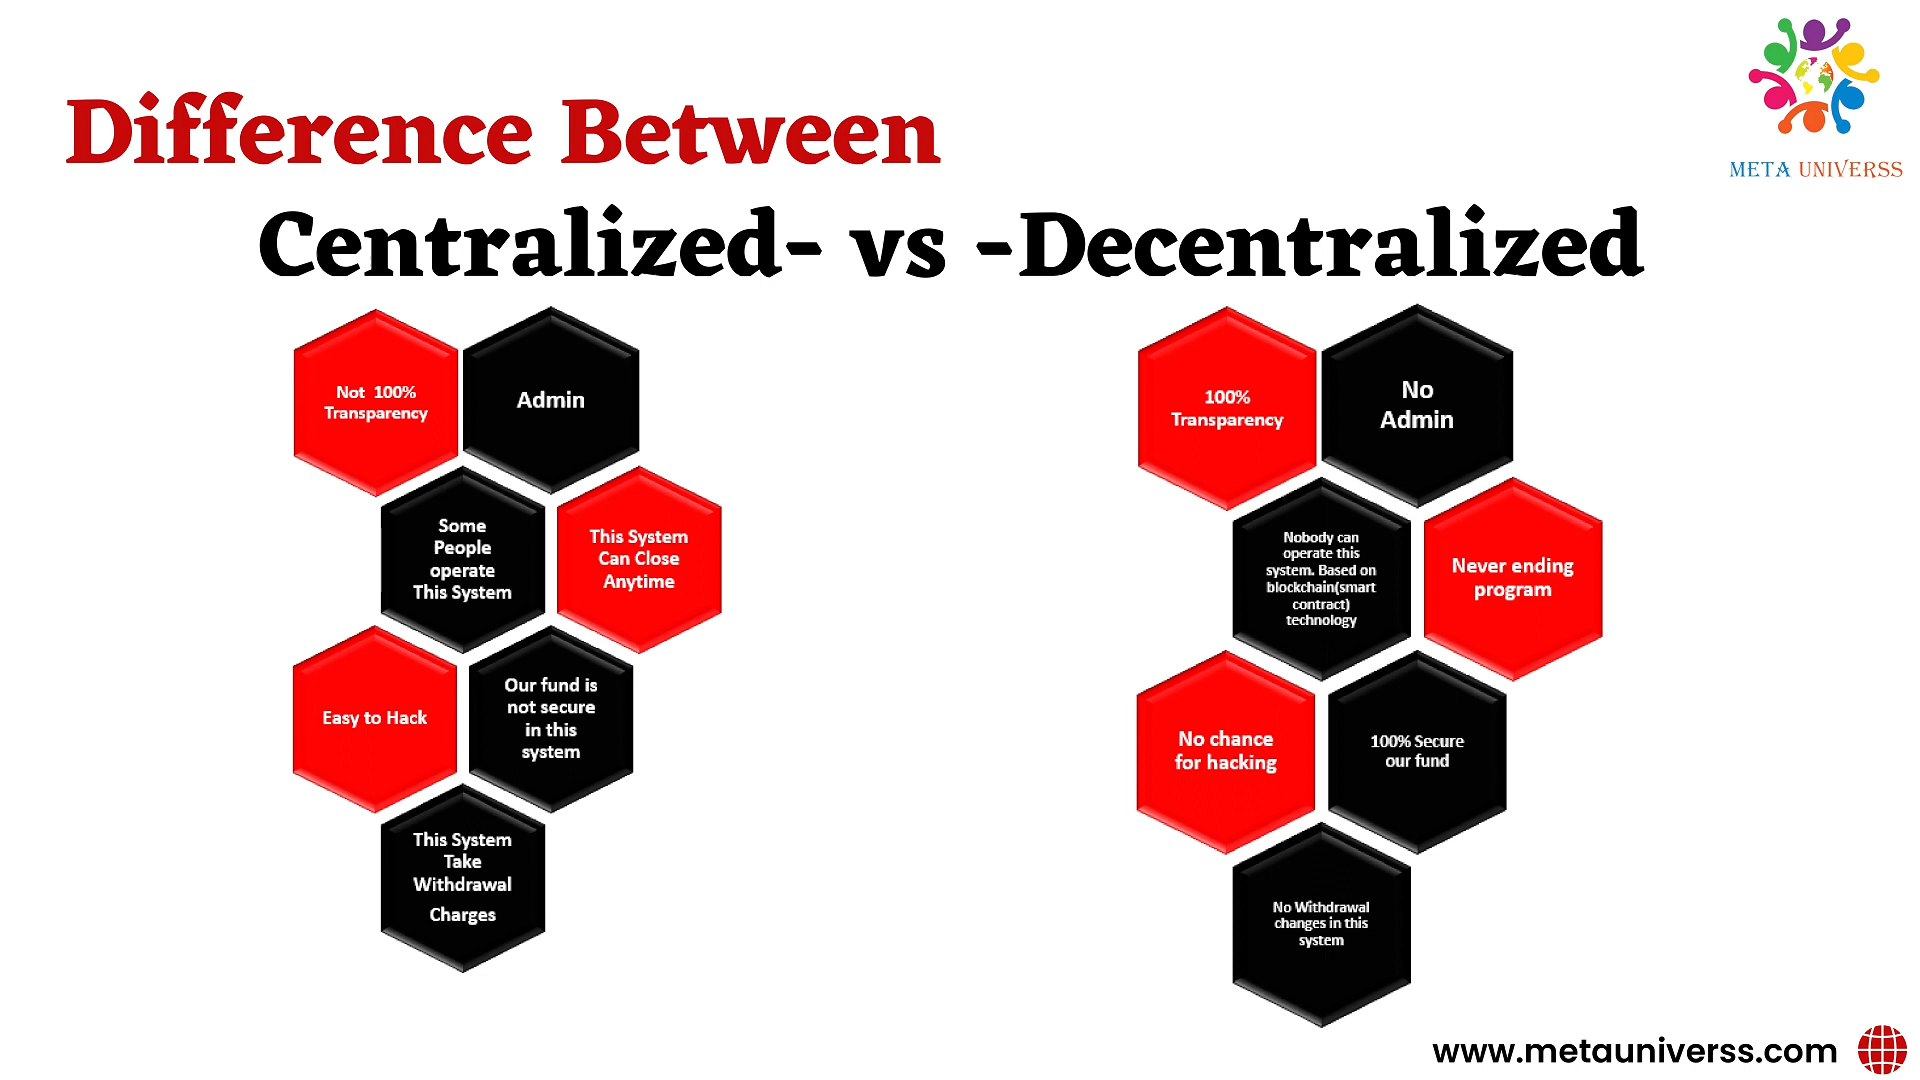 META UNIVERSS
Difference Between
Centralized- vs -Decentralized
Not 100%
Transparency
Admin
Some
People
operate
This System
This System
Can Close
Anytime
Easy to Hack
Our fund is
not secure
in this
system
This System
Take
Withdrawal
Charges
100%
Transparency
No
Admin
Nobody can
operate this
system. Based on
blockchain(smart
contract)
technology
Never ending
program
No chance
for hacking
100% Secure
our fund
No Withdrawal
changes in this
system
www.metauniverss.com